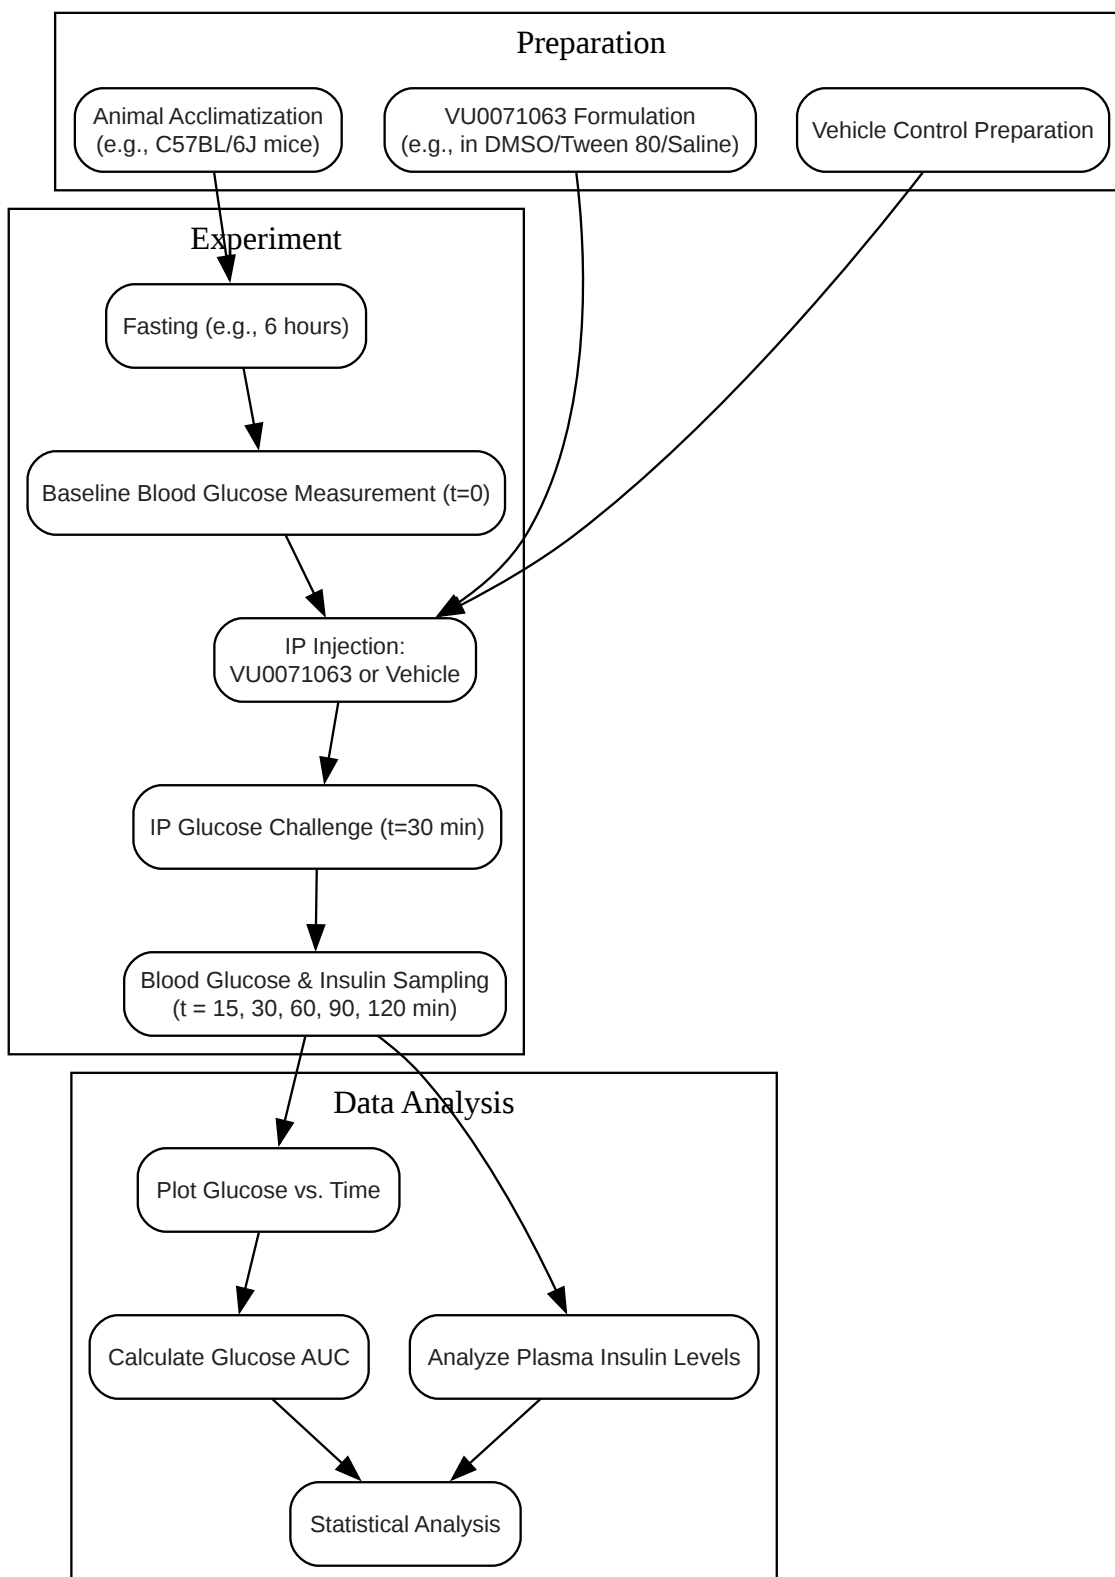 Preparation
Animal Acclimatization
(e.g., C57BL/6J mice)
VU0071063 Formulation
(e.g., in DMSO/Tween 80/Saline)
Vehicle Control Preparation
Experiment
Fasting (e.g., 6 hours)
Baseline Blood Glucose Measurement (t=0)
IP Injection:
VU0071063 or Vehicle
IP Glucose Challenge (t=30 min)
Blood Glucose & Insulin Sampling
(t = 15, 30, 60, 90, 120 min)
Data Analysis
Plot Glucose vs. Time
Calculate Glucose AUC
Analyze Plasma Insulin Levels
Statistical Analysis